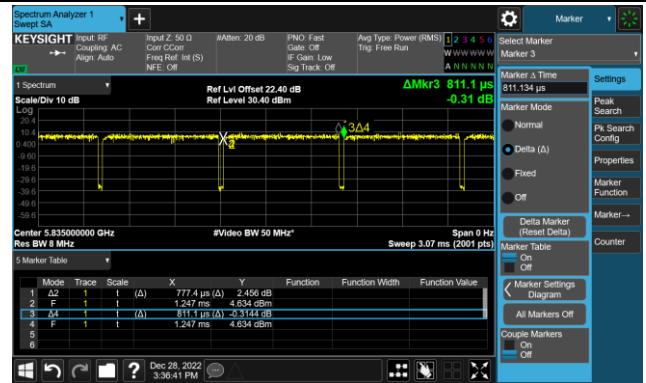 Spectrum Analyzer 1
Swept SA
Marker
KEYSIGHT Input: RF Input Z: 50 Ω #Atten: 20 dB PNO: Fast Avg Type: Power (RMS) 1 2 3 4 5 6
Coupling: AC Corr CCorr Gate: Off Trig: Free Run
Align: Auto Freq Ref: Int (S) IF Gain: Low W W W W W W
NFE: Off Sig Track: Off A N N N N N
Select Marker
Marker 3
1 Spectrum Ref Lvl Offset 22.40 dB ΔMkr3 811.1 µs
Scale/Div 10 dB Ref Level 30.40 dBm -0.31 dB
Log
20.4
10.4
0.400
-9.60
-19.6
-29.6
-39.6
-49.6
-59.6
3Δ4
X2
Center 5.835000000 GHz #Video BW 50 MHz* Span 0 Hz
Res BW 8 MHz Sweep 3.07 ms (2001 pts)
5 Marker Table
Mode Trace Scale X Y Function Function Width Function Value
1 Δ2 1 t (Δ) 777.4 µs (Δ) 2.456 dB
2 F 1 t 1.247 ms 4.634 dBm
3 Δ4 1 t (Δ) 811.1 µs (Δ) -0.3144 dB
4 F 1 t 1.247 ms 4.634 dBm
5
6
Marker Δ Time
811.134 µs
Marker Mode
Normal
Delta (Δ)
Fixed
Off
Delta Marker
(Reset Delta)
Marker Table
On
Off
Marker Settings
Diagram
All Markers Off
Couple Markers
On
Off
Settings
Peak
Search
Pk Search
Config
Properties
Marker
Function
Marker→
Counter
Dec 28, 2022
3:36:41 PM